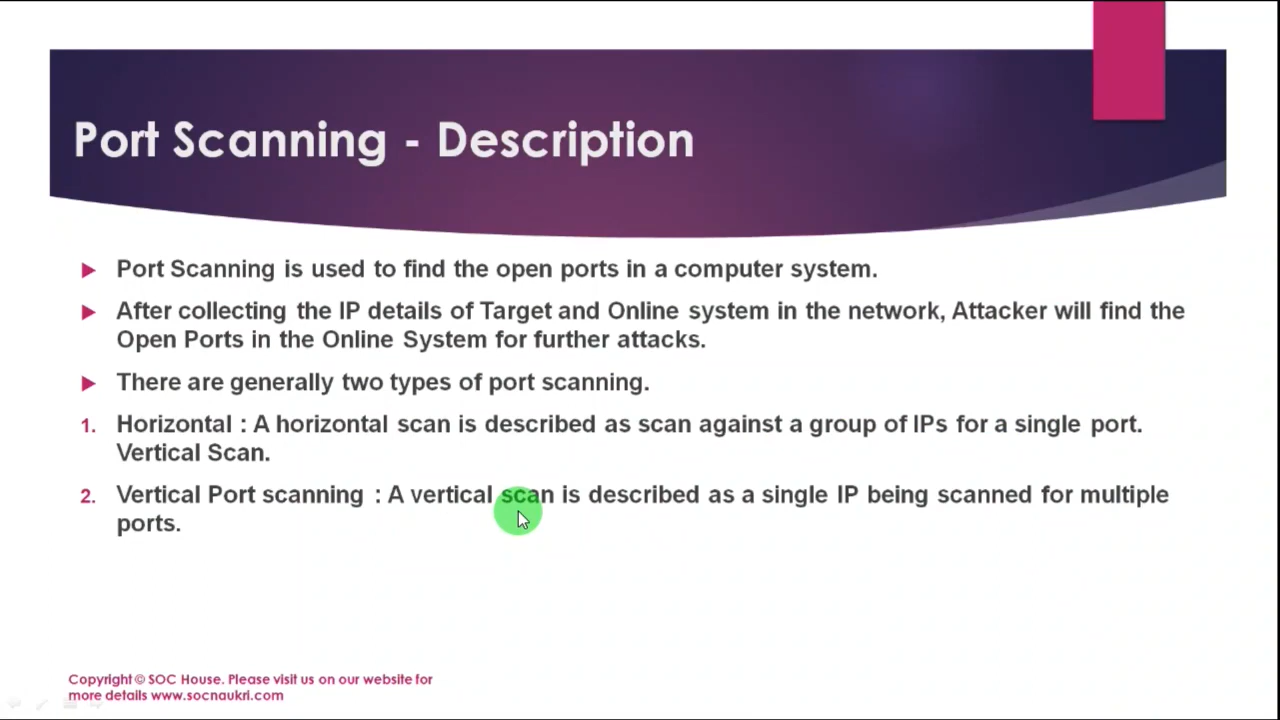 Port Scanning - Description
Port Scanning is used to find the open ports in a computer system.
After collecting the IP details of Target and Online system in the network, Attacker will find the
Open Ports in the Online System for further attacks.
There are generally two types of port scanning.
1. Horizontal : A horizontal scan is described as scan against a group of IPs for a single port.
Vertical Scan.
2. Vertical Port scanning : A vertical scan is described as a single IP being scanned for multiple
ports.
Copyright © SOC House. Please visit us on our website for
more details www.socnaukri.com